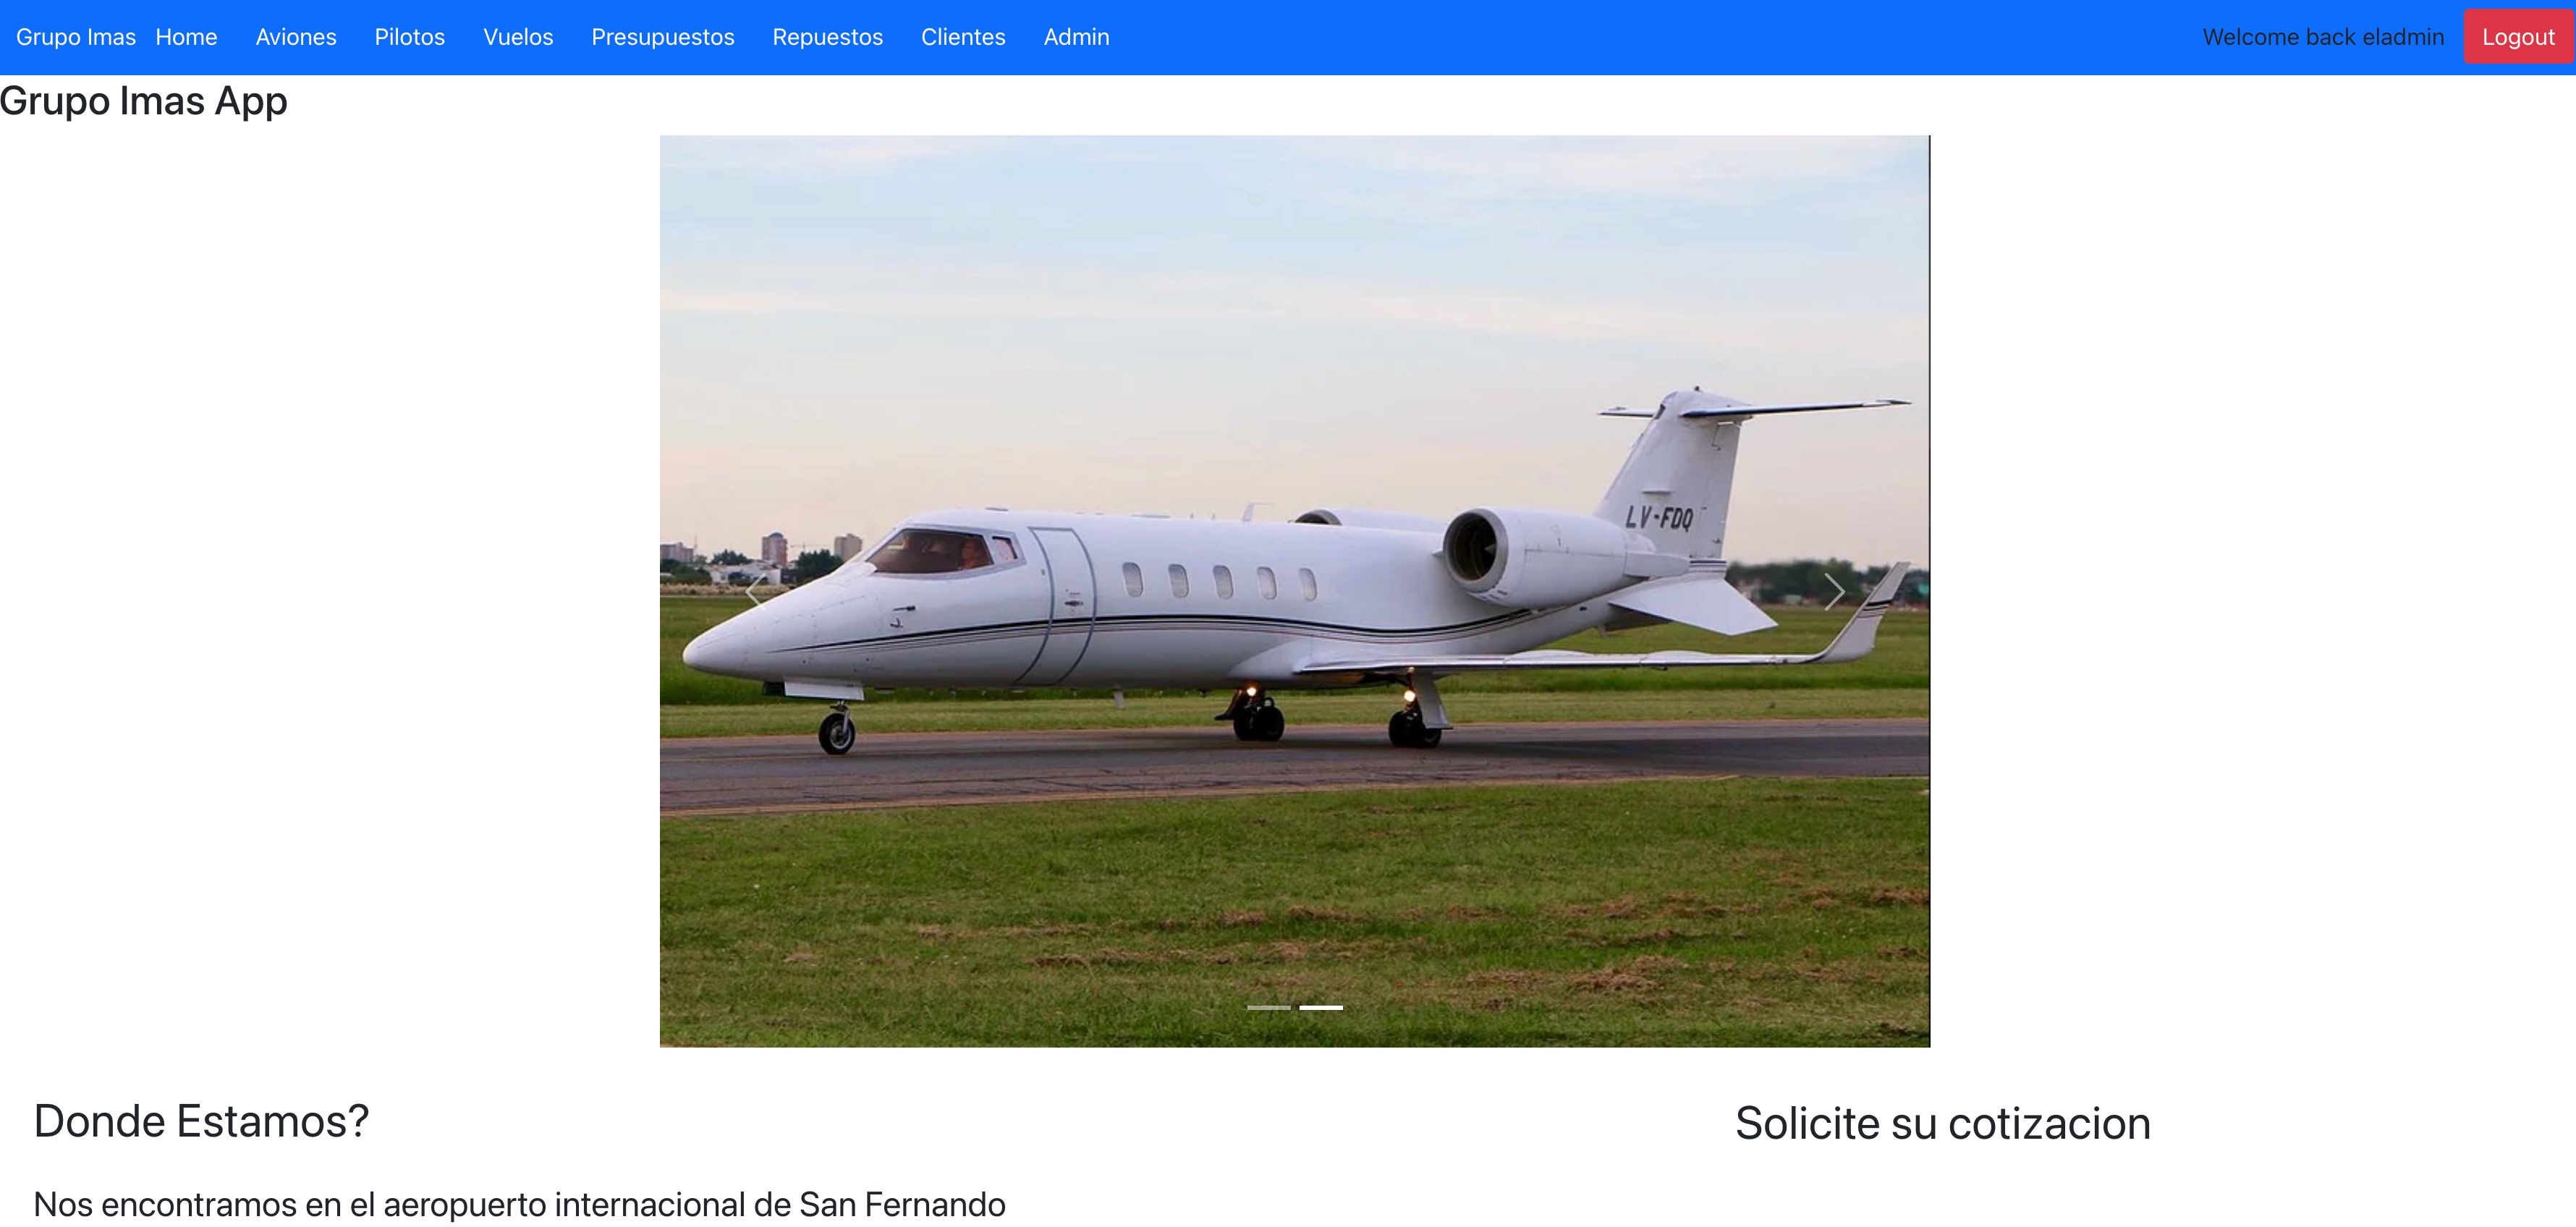 Grupo Imas Home Aviones Pilotos Vuelos Presupuestos Repuestos Clientes Admin Welcome back eladmin Logout
Grupo Imas App
LV-FDQ
Donde Estamos? Solicite su cotizacion
Nos encontramos en el aeropuerto internacional de San Fernando